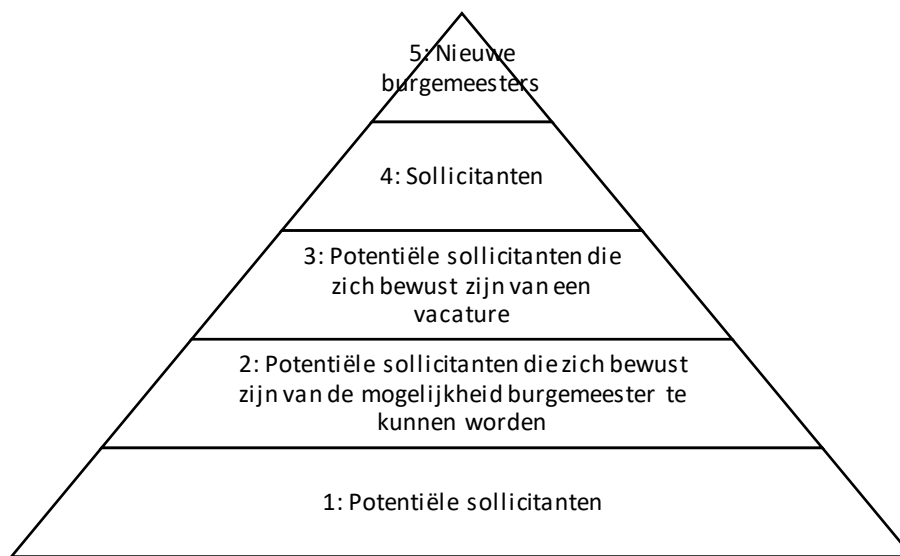 5: Nieuwe
burgemeesters
4: Sollicitanten
3: Potentiële sollicitanten die
zich bewust zijn van een
vacature
2: Potentiële sollicitanten die zich bewust
zijn van de mogelijkheid burgemeester te
kunnen worden
1: Potentiële sollicitanten